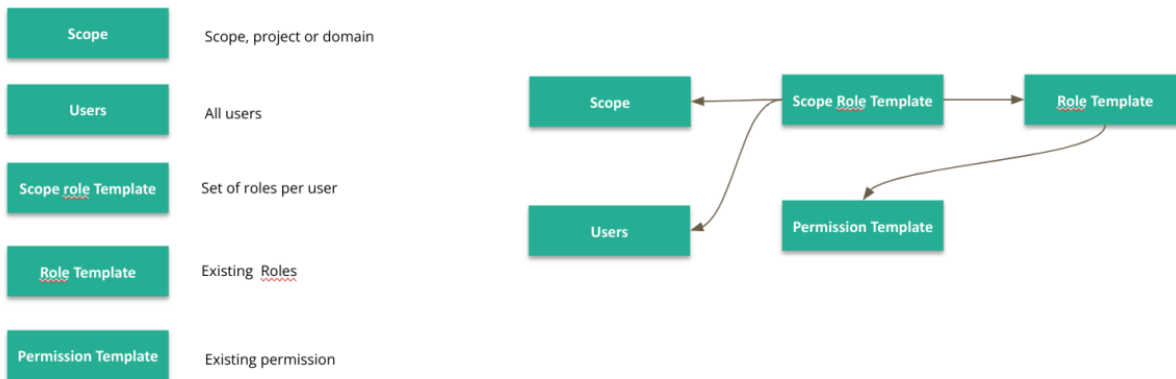 Scope
Scope, project or domain
Users
All users
Scope role Template
Set of roles per user
Role Template
Existing Roles
Permission Template
Existing permission
Scope
Scope Role Template
Role Template
Users
Permission Template